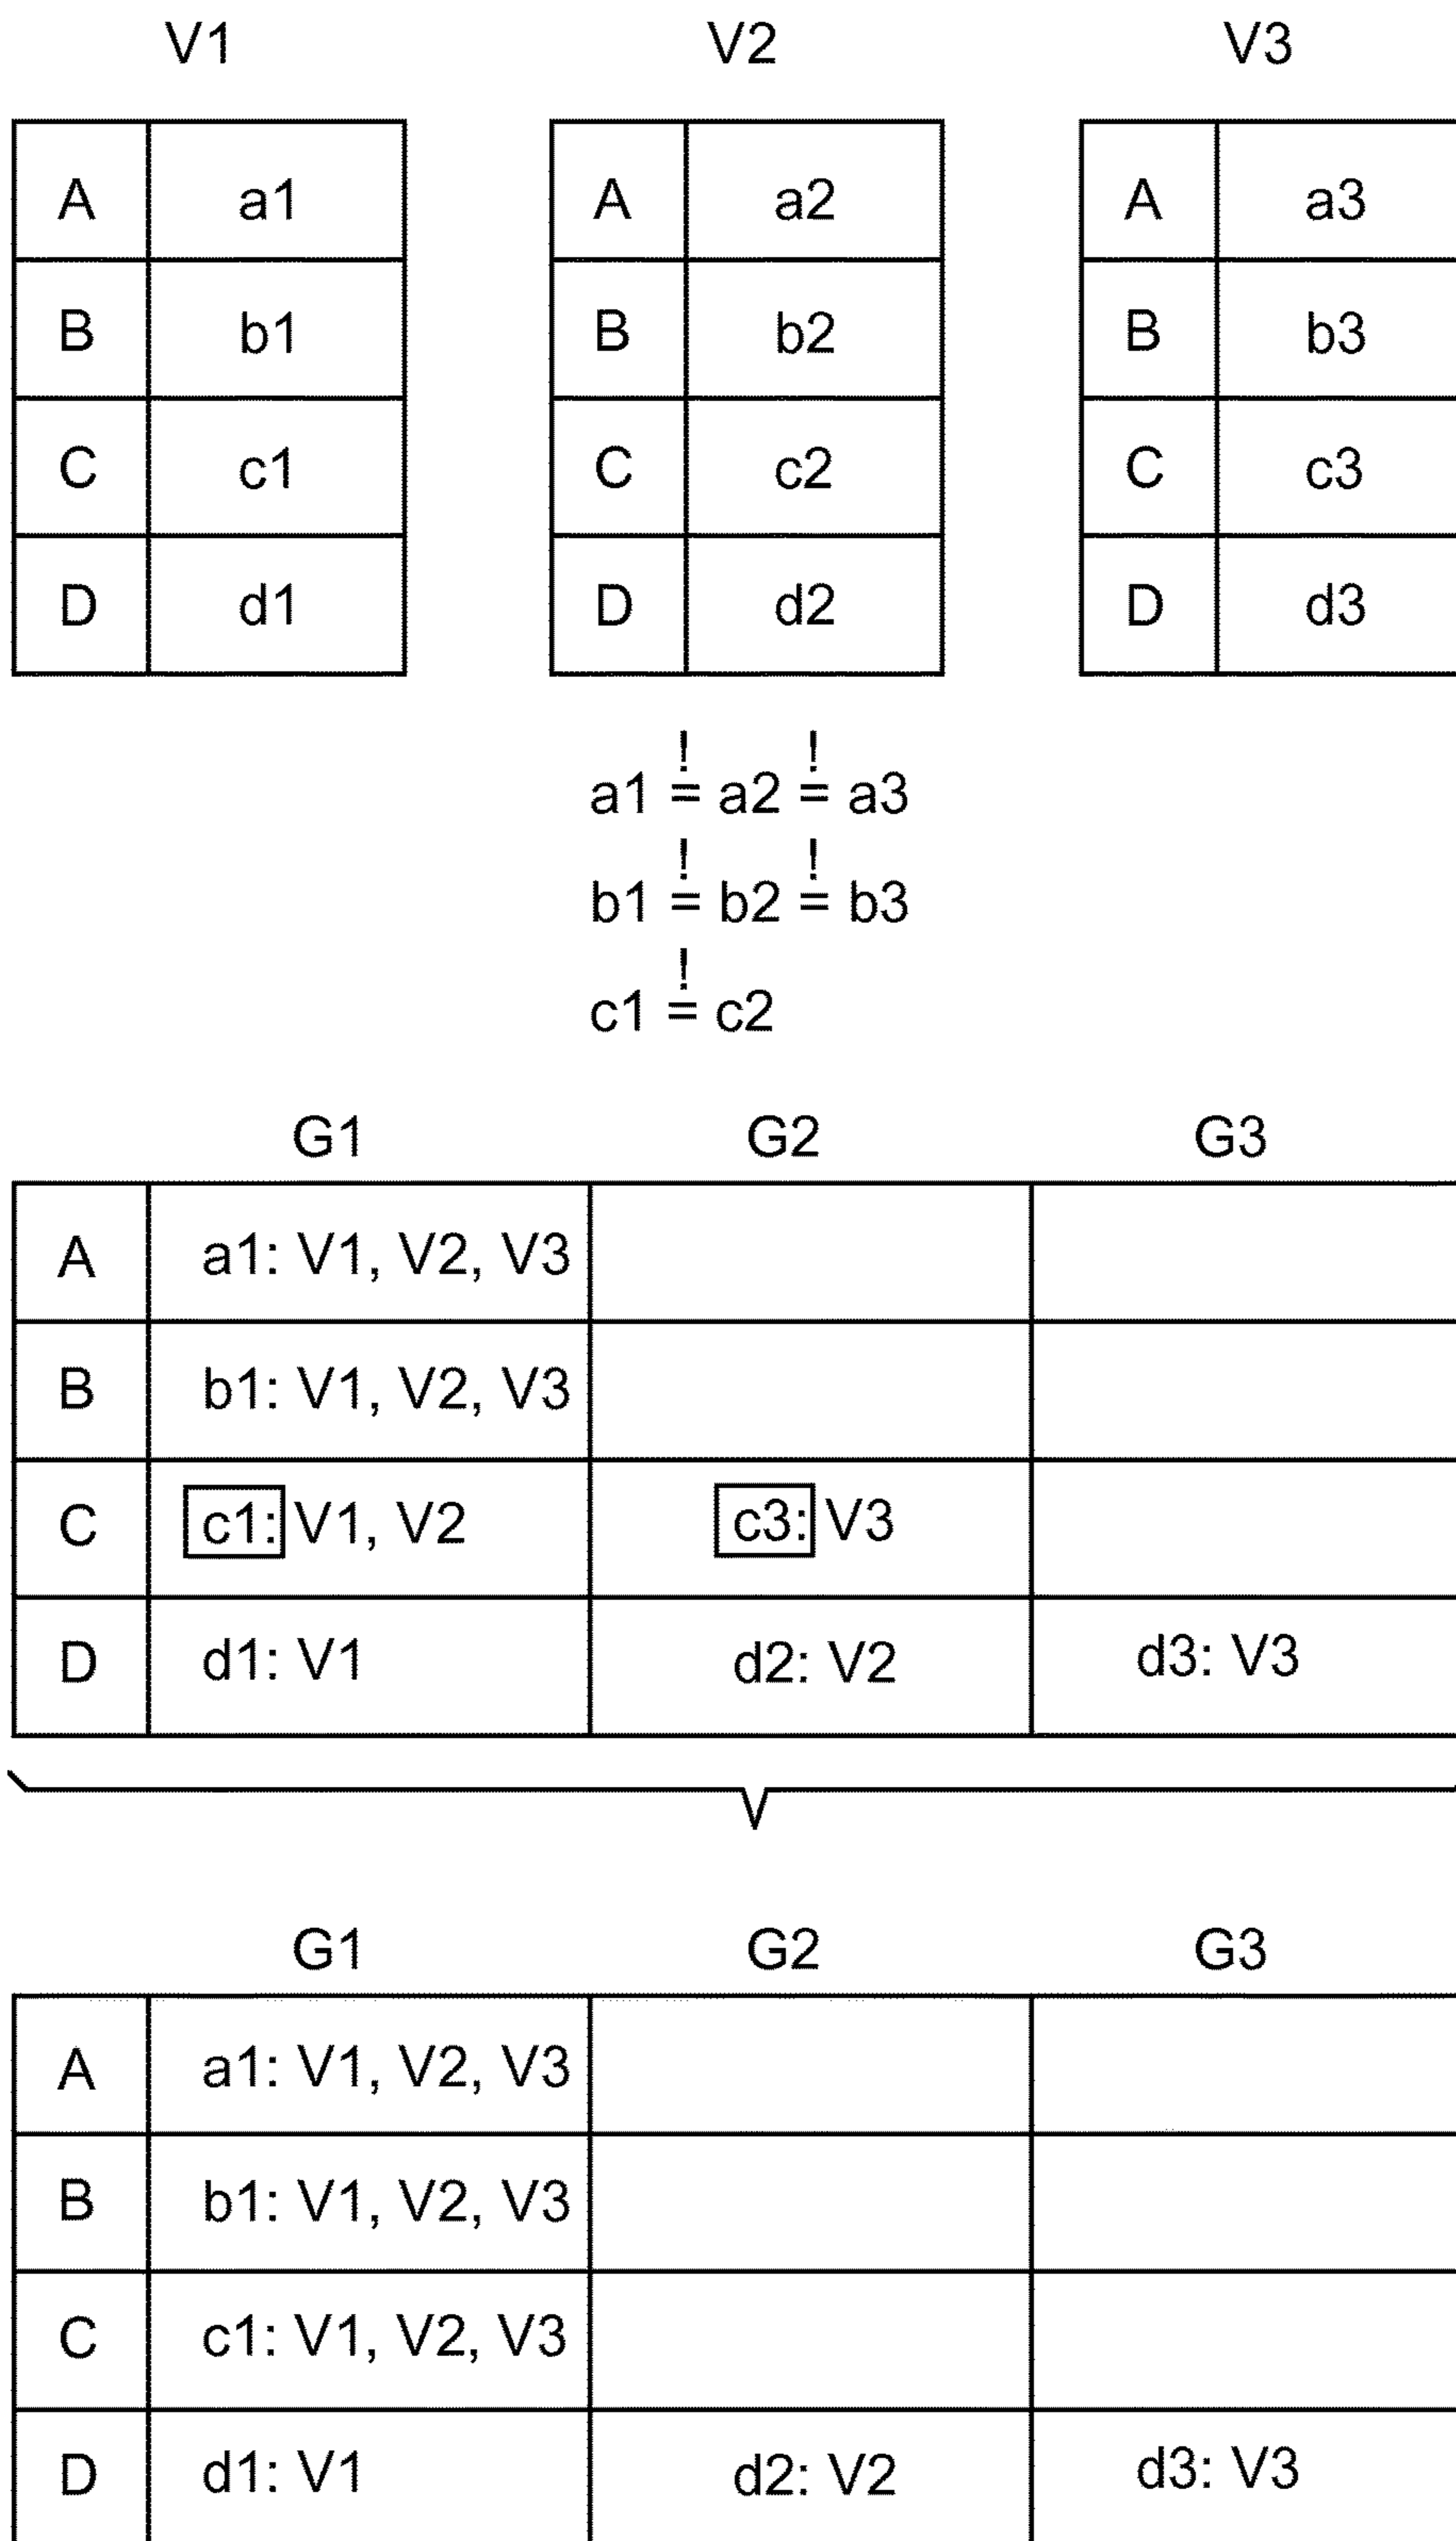 V1 V2 V3
A a1 A a2 A a3
B b1 B b2 B b3
C c1 C c2 C c3
D d1 D d2 D d3
! !
a1 = a2 = a3
! !
b1 = b2 = b3
!
c1 = c2
G1 G2 G3
A a1: V1, V2, V3
B b1: V1, V2, V3
C c1: V1, V2 c3: V3
D d1: V1 d2: V2 d3: V3
G1 G2 G3
A a1: V1, V2, V3
B b1: V1, V2, V3
C c1: V1, V2, V3
D d1: V1 d2: V2 d3: V3